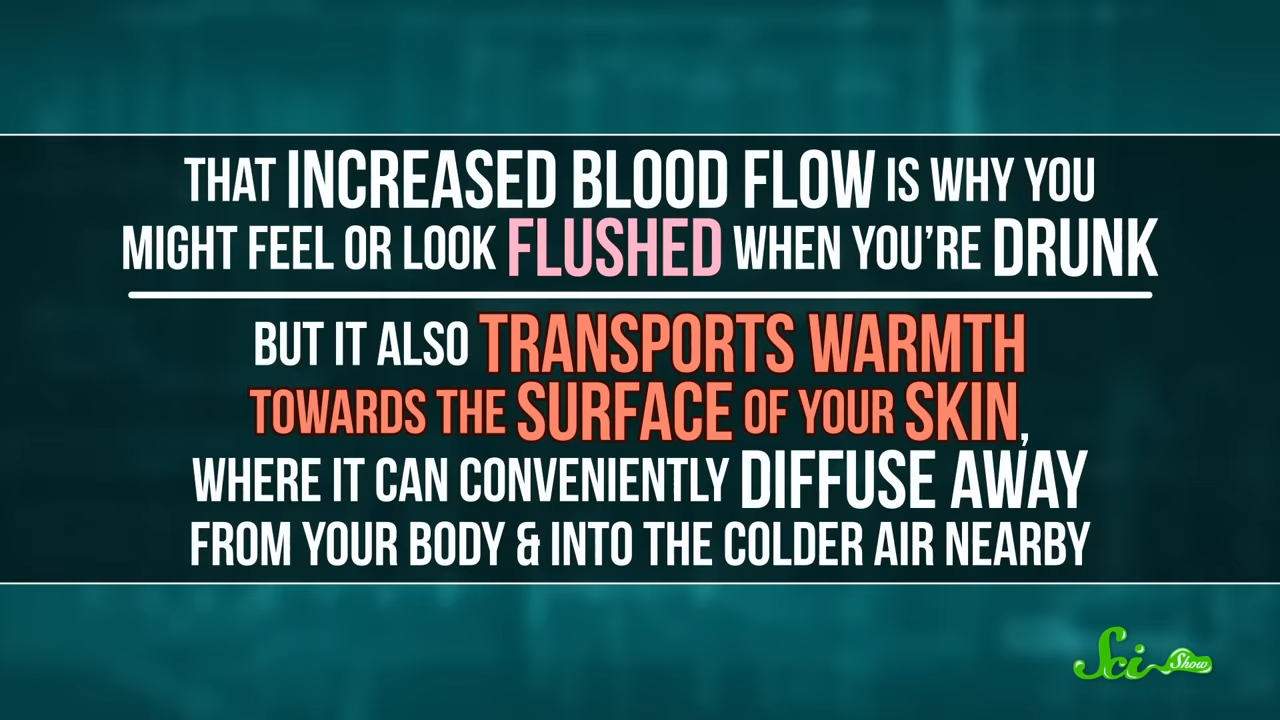 THAT INCREASED BLOOD FLOW IS WHY YOU
MIGHT FEEL OR LOOK FLUSHED WHEN YOU'RE DRUNK
BUT IT ALSO TRANSPORTS WARMTH
TOWARDS THE SURFACE OF YOUR SKIN,
WHERE IT CAN CONVENIENTLY DIFFUSE AWAY
FROM YOUR BODY & INTO THE COLDER AIR NEARBY
Sci Show